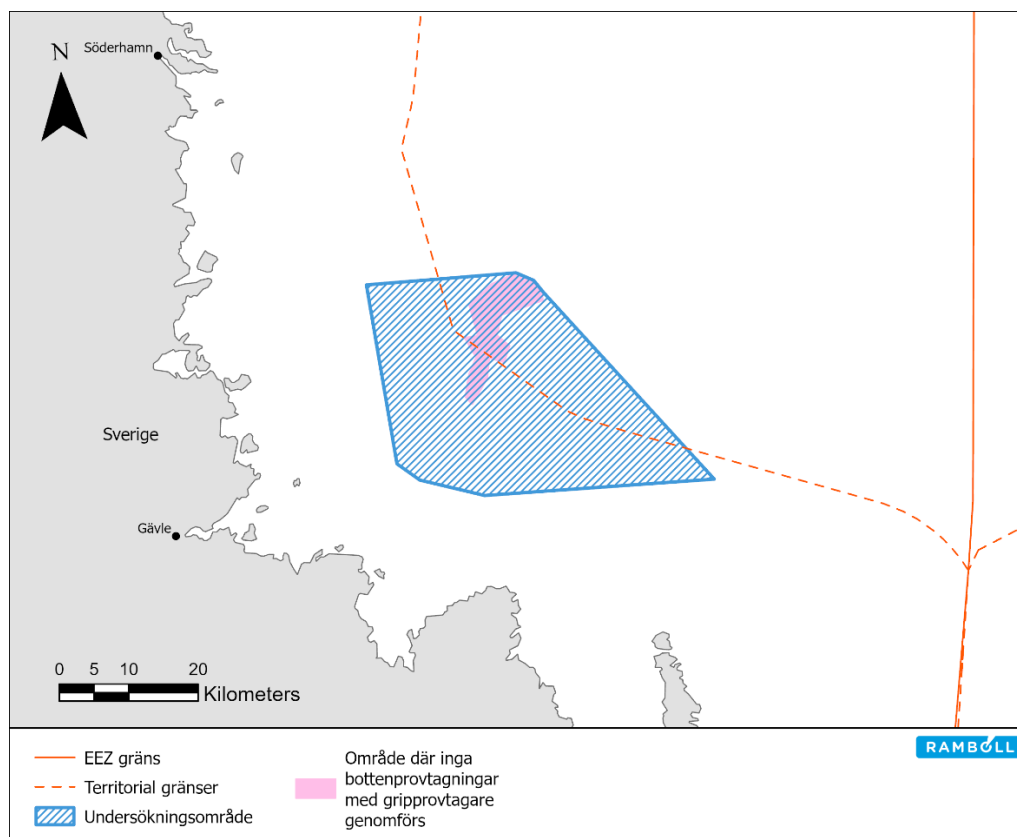 Söderhamn
N
Sverige
Gävle
0 5 10 20
Kilometers
EEZ gräns
Territorial gränser
Undersökningsområde
Område där inga
bottenprovtagningar
med gripprovtagare
genomförs
RAMBOLL